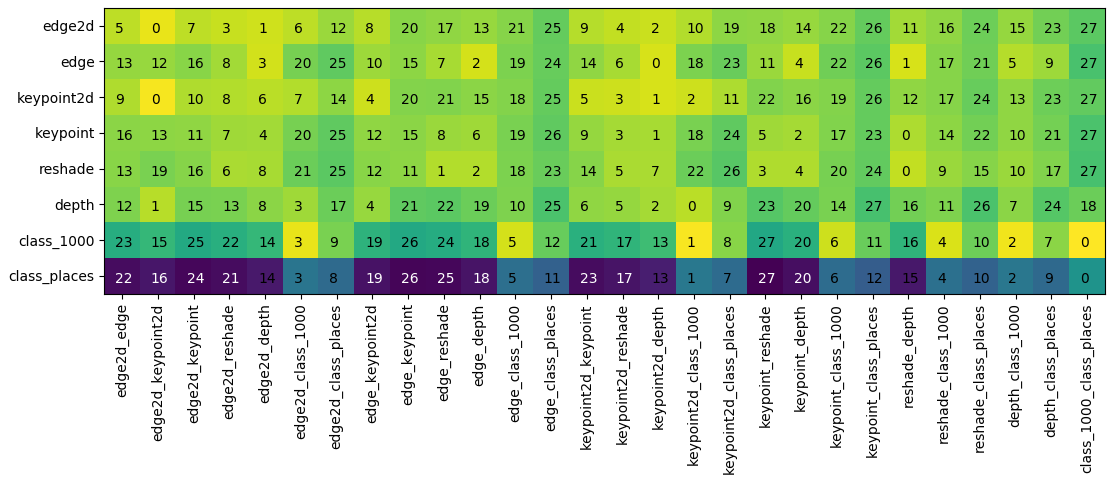 edge2d 5 0 7 3 1 6 12 8 20 17 13 21 25 9 4 2 10 19 18 14 22 26 11 16 24 15 23 27
edge 13 12 16 8 3 20 25 10 15 7 2 19 24 14 6 0 18 23 11 4 22 26 1 17 21 5 9 27
keypoint2d 9 0 10 8 6 7 14 4 20 21 15 18 25 5 3 1 2 11 22 16 19 26 12 17 24 13 23 27
keypoint 16 13 11 7 4 20 25 12 15 8 6 19 26 9 3 1 18 24 5 2 17 23 0 14 22 10 21 27
reshade 13 19 16 6 8 21 25 12 11 1 2 18 23 14 5 7 22 26 3 4 20 24 0 9 15 10 17 27
depth 12 1 15 13 8 3 17 4 21 22 19 10 25 6 5 2 0 9 23 20 14 27 16 11 26 7 24 18
class_1000 23 15 25 22 14 3 9 19 26 24 18 5 12 21 17 13 1 8 27 20 6 11 16 4 10 2 7 0
class_places 22 16 24 21 14 3 8 19 26 25 18 5 11 23 17 13 1 7 27 20 6 12 15 4 10 2 9 0
edge2d_edge
edge2d_keypoint2d
edge2d_keypoint
edge2d_reshade
edge2d_depth
edge2d_class_1000
edge2d_class_places
edge_keypoint2d
edge_keypoint
edge_reshade
edge_depth
edge_class_1000
edge_class_places
keypoint2d_keypoint
keypoint2d_reshade
keypoint2d_depth
keypoint2d_class_1000
keypoint2d_class_places
keypoint_reshade
keypoint_depth
keypoint_class_1000
keypoint_class_places
reshade_depth
reshade_class_1000
reshade_class_places
depth_class_1000
depth_class_places
class_1000_class_places